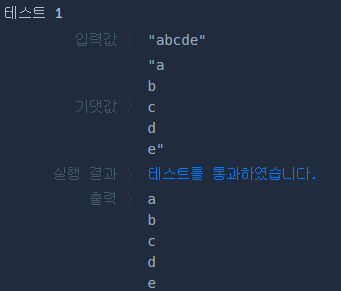 테스트 1
입력값 〉 "abcde"
"a
b
기댓값 〉 c
d
e"
실행 결과 〉 테스트를 통과하였습니다.
출력 〉 a
b
c
d
e